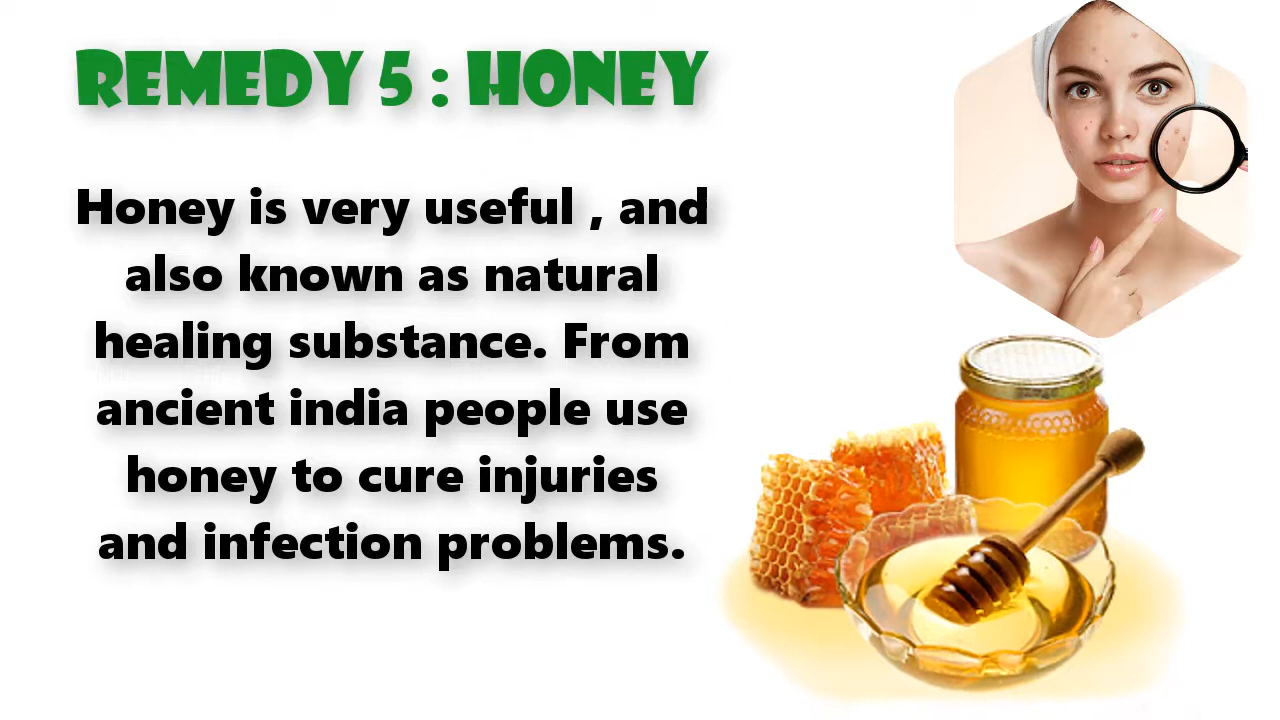 REMEDY 5 : HONEY
Honey is very useful , and
also known as natural
healing substance. From
ancient india people use
honey to cure injuries
and infection problems.